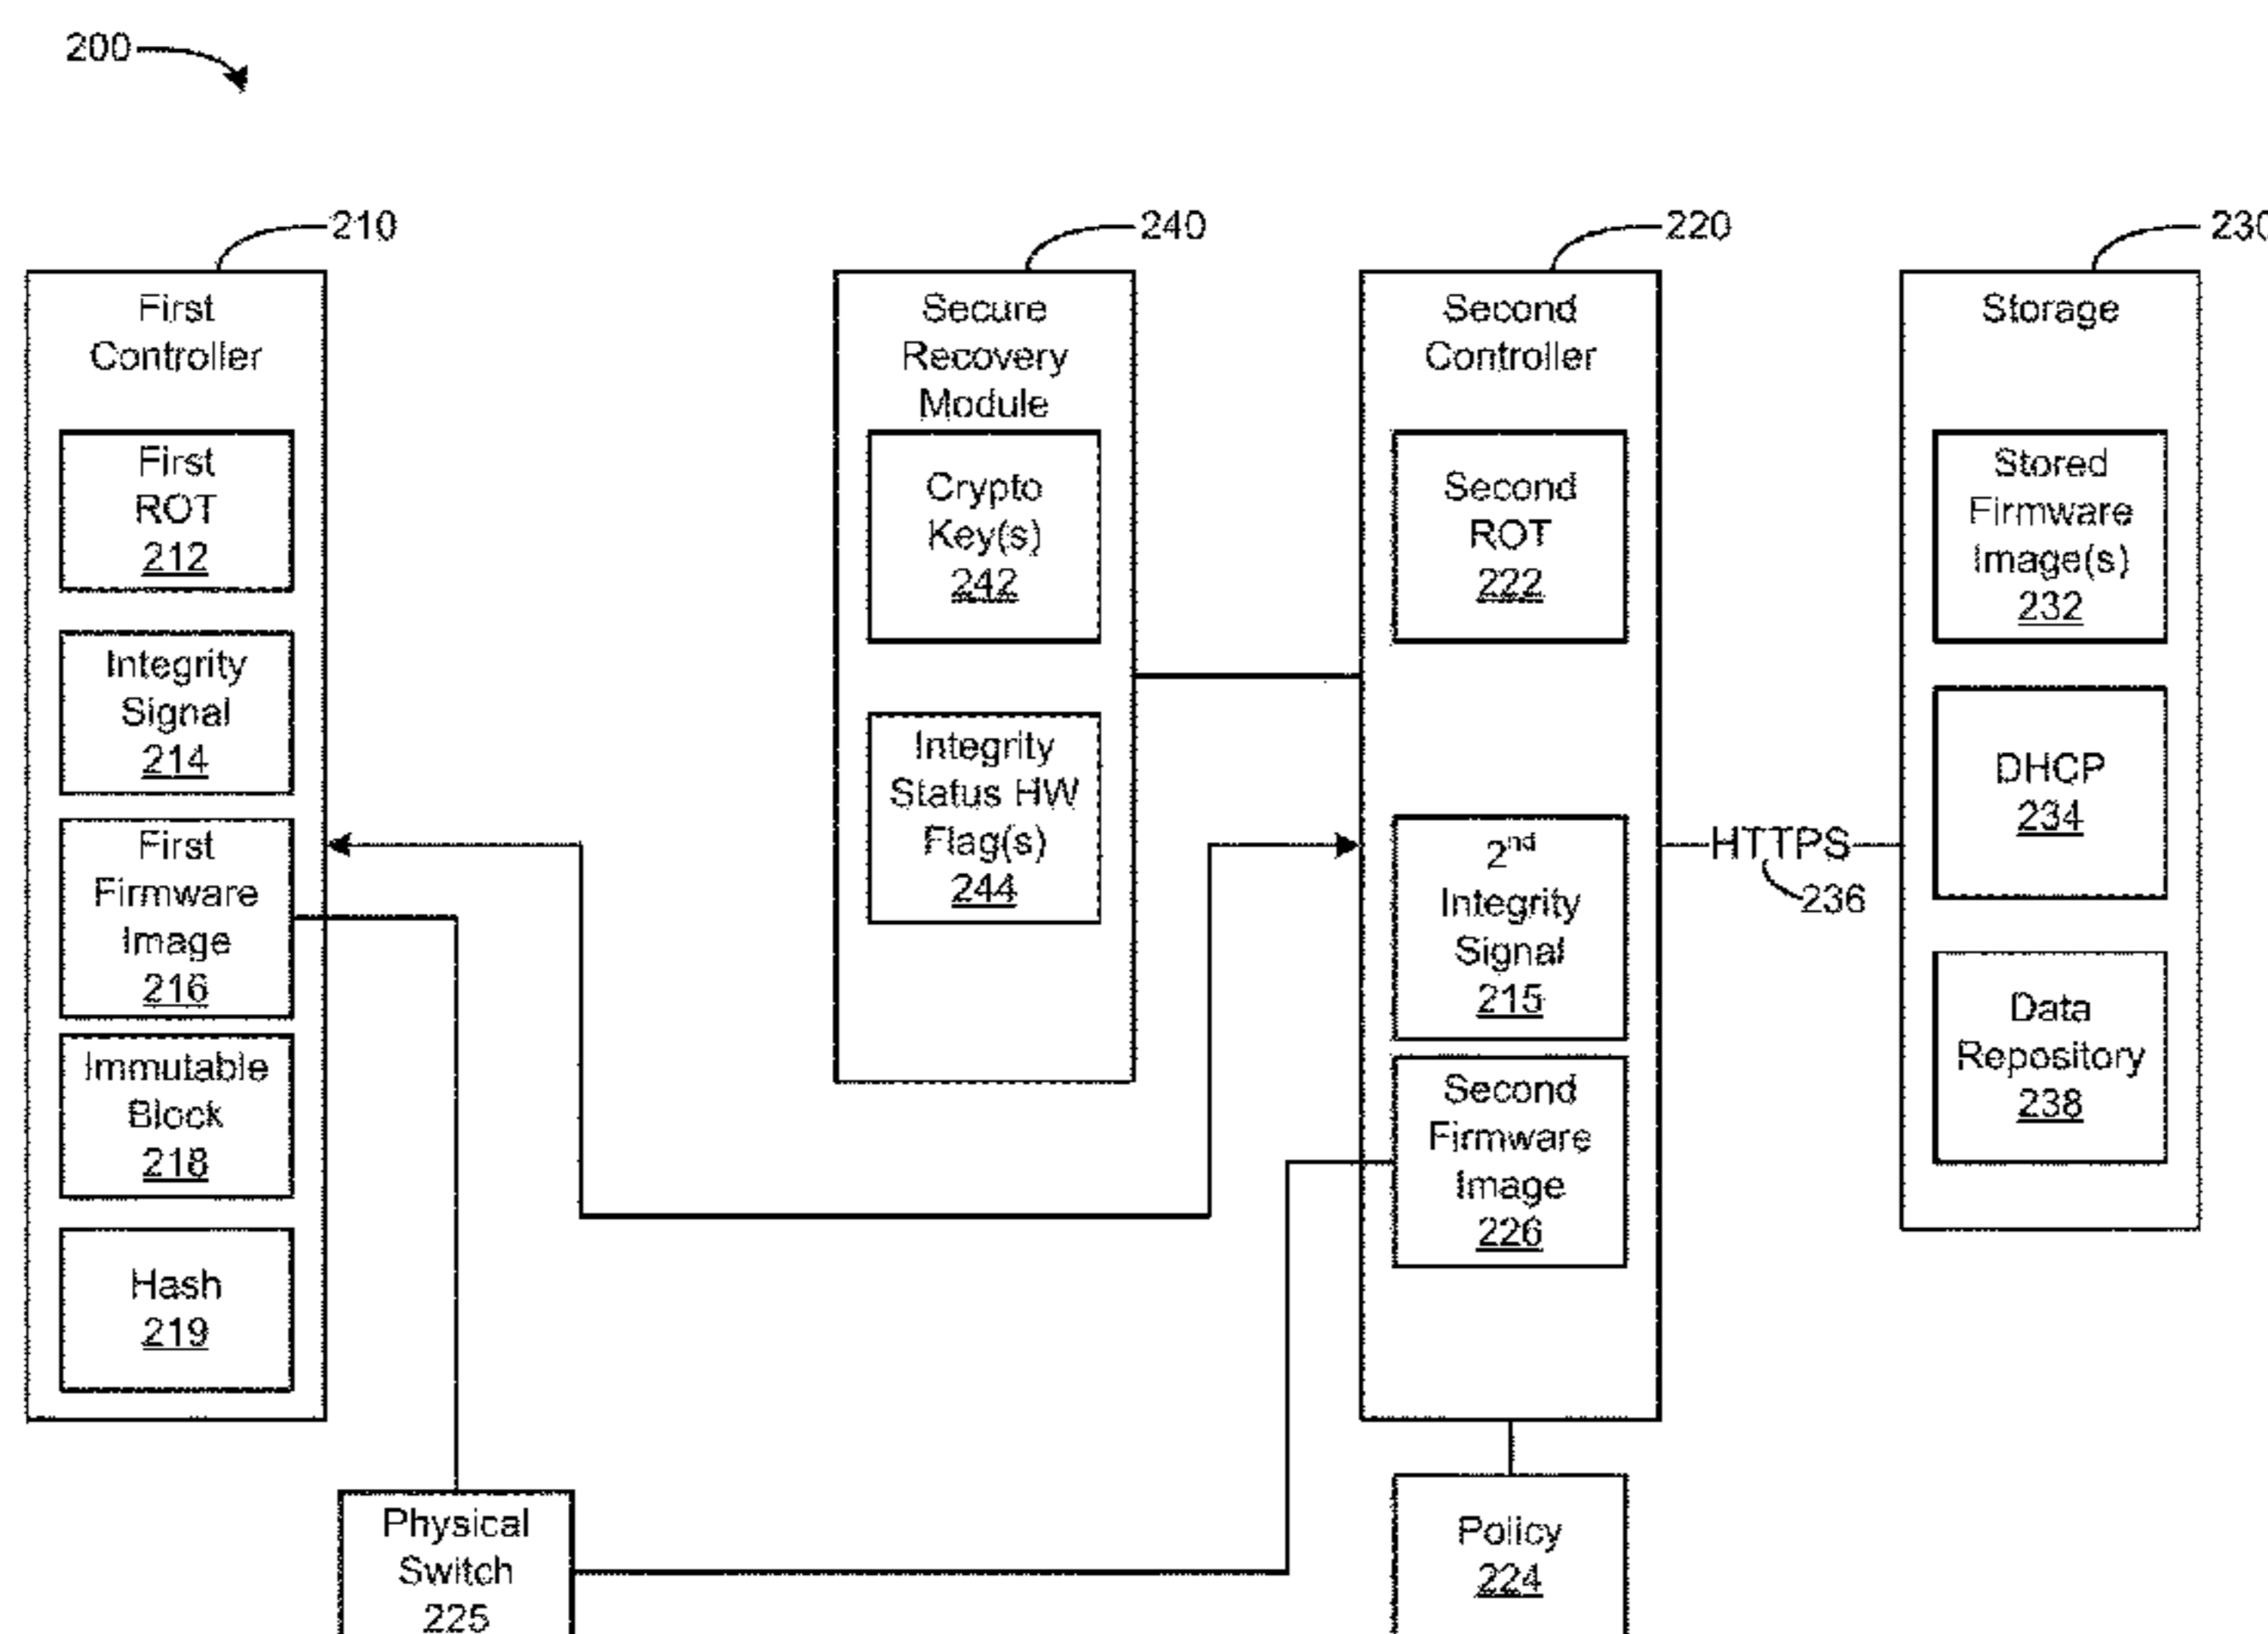 200
210
First
Controller
First
ROT
212
Integrity
Signal
214
First
Firmware
Image
216
Immutable
Block
218
Hash
219
Physical
Switch
225
240
Secure
Recovery
Module
Crypto
Key(s)
242
Integrity
Status HW
Flag(s)
244
220
Second
Controller
Second
ROT
222
2nd
Integrity
Signal
215
Second
Firmware
Image
226
Policy
224
HTTPS
236
230
Storage
Stored
Firmware
Image(s)
232
DHCP
234
Data
Repository
238